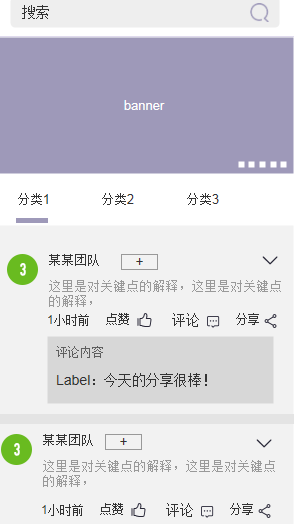 搜索
banner
分类1 分类2 分类3
3 某某团队 +
这里是对关键点的解释，这里是对关键点
的解释，
1小时前 点赞 评论 分享
评论内容
Label：今天的分享很棒！
3 某某团队 +
这里是对关键点的解释，这里是对关键点
的解释，
1小时前 点赞 评论 分享